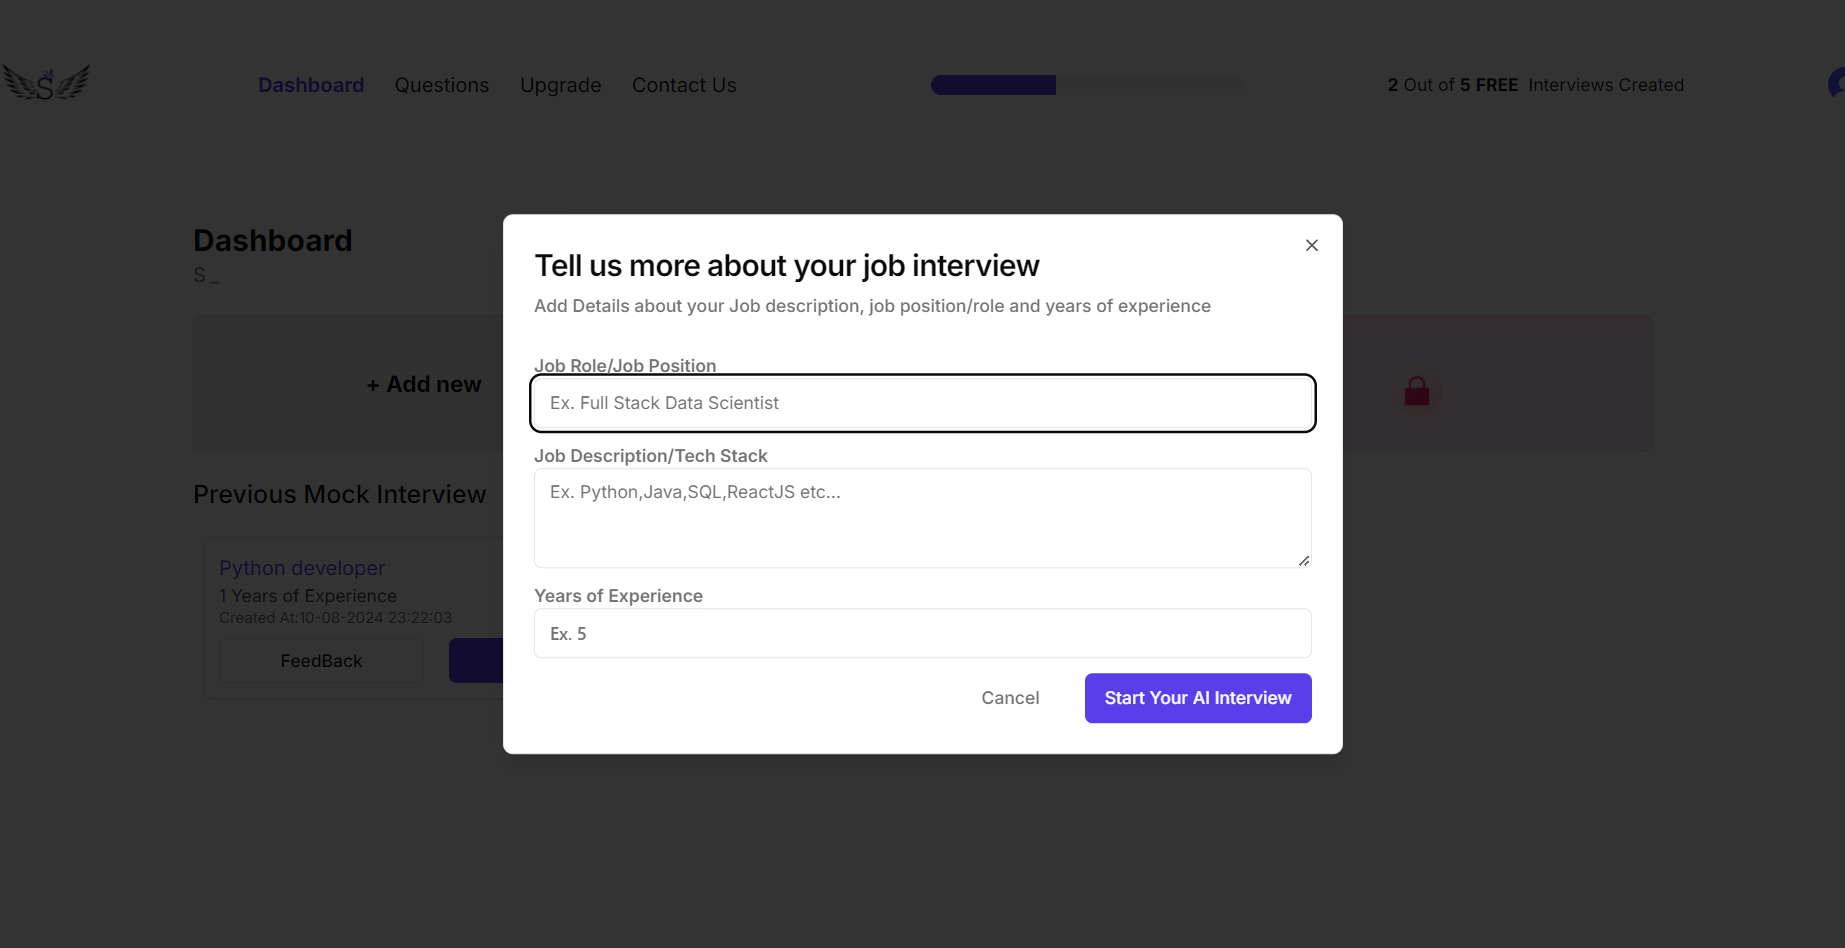 S
Dashboard Questions Upgrade Contact Us 2 Out of 5 FREE Interviews Created
Dashboard
S_
+ Add new
Previous Mock Interview
Python developer
1 Years of Experience
Created At:10-08-2024 23:22:03
FeedBack
Tell us more about your job interview
Add Details about your Job description, job position/role and years of experience
Job Role/Job Position
Ex. Full Stack Data Scientist
Job Description/Tech Stack
Ex. Python,Java,SQL,ReactJS etc...
Years of Experience
Ex. 5
Cancel Start Your AI Interview